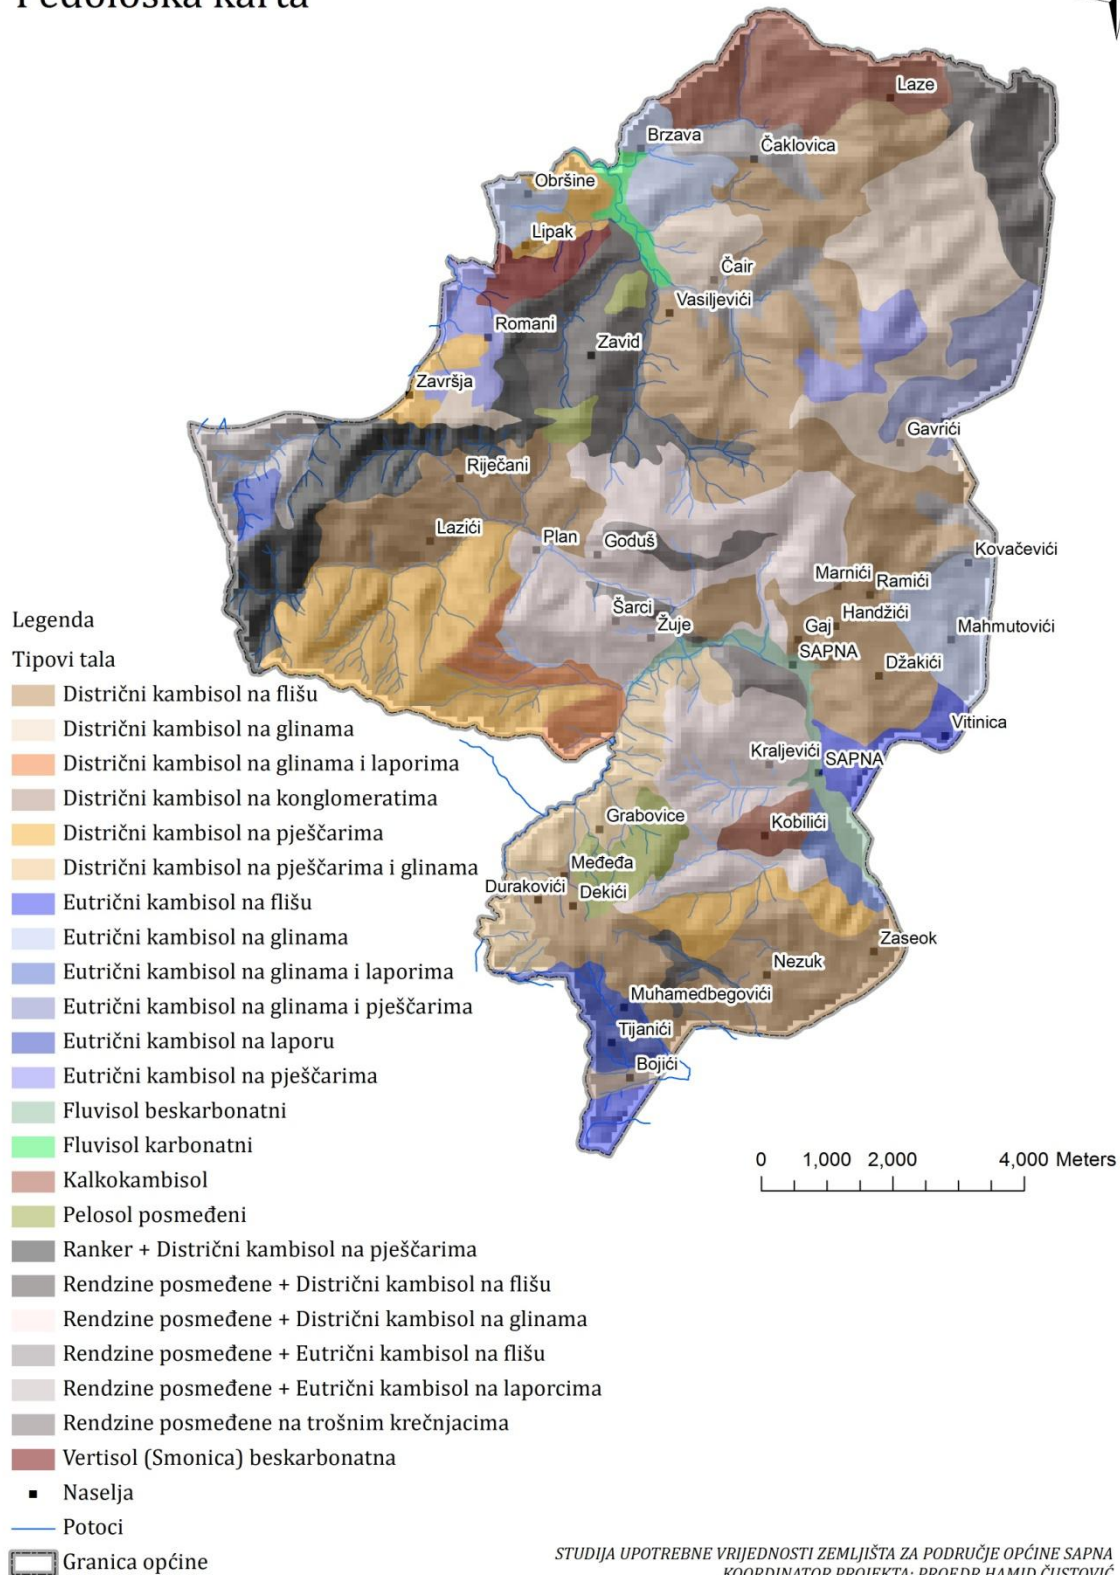 Pedološka karta
Laze
Brzava
Čaklovica
Obršine
Lipak
Čair
Vasiljevići
Romani
Zavid
Završja
Gavrići
Riječani
Lazići
Plan
Goduš
Kovačevići
Marnići
Ramići
Šarci
Handžići
Žuje
Gaj
Mahmutovići
SAPNA
Džakići
Vitinica
Kraljevići
SAPNA
Grabovice
Kobilići
Međeđa
Durakovići
Dekići
Zaseok
Nezuk
Muhamedbegovići
Tijanići
Bojići
0 1,000 2,000 4,000 Meters
Legenda
Tipovi tala
Distrični kambisol na flišu
Distrični kambisol na glinama
Distrični kambisol na glinama i laporima
Distrični kambisol na konglomeratima
Distrični kambisol na pješčarima
Distrični kambisol na pješčarima i glinama
Eutrični kambisol na flišu
Eutrični kambisol na glinama
Eutrični kambisol na glinama i laporima
Eutrični kambisol na glinama i pješčarima
Eutrični kambisol na laporu
Eutrični kambisol na pješčarima
Fluvisol beskarbonatni
Fluvisol karbonatni
Kalkokambisol
Pelosol posmeđeni
Ranker + Distrični kambisol na pješčarima
Rendzine posmeđene + Distrični kambisol na flišu
Rendzine posmeđene + Distrični kambisol na glinama
Rendzine posmeđene + Eutrični kambisol na flišu
Rendzine posmeđene + Eutrični kambisol na laporcima
Rendzine posmeđene na trošnim krečnjacima
Vertisol (Smonica) beskarbonatna
Naselja
Potoci
Granica općine
STUDIJA UPOTREBNE VRIJEDNOSTI ZEMLJIŠTA ZA PODRUČJE OPĆINE SAPNA
KOORDINATOR PROJEKTA: PROF.DR HAMID ČUSTOVIĆ